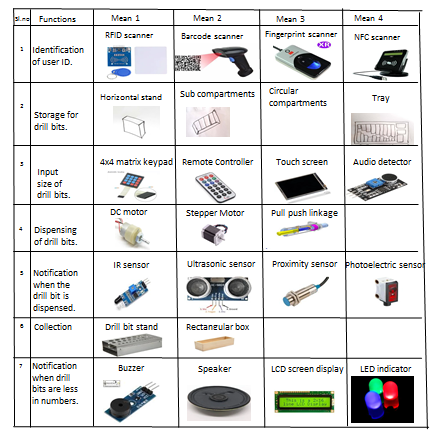 Sl.no Functions Mean 1 Mean 2 Mean 3 Mean 4
1 Identification of user ID. RFID scanner Barcode scanner Fingerprint scanner NFC scanner
XR
2 Storage for drill bits. Horizontal stand Sub compartments Circular compartments Tray
3 Input size of drill bits. 4x4 matrix keypad Remote Controller Touch screen Audio detector
4 Dispensing of drill bits. DC motor Stepper Motor Pull push linkage
5 Notification when the drill bit is dispensed. IR sensor Ultrasonic sensor Proximity sensor Photoelectric sensor
6 Collection Drill bit stand Rectaneular box
7 Notification when drill bits are less in numbers. Buzzer Speaker LCD screen display LED indicator